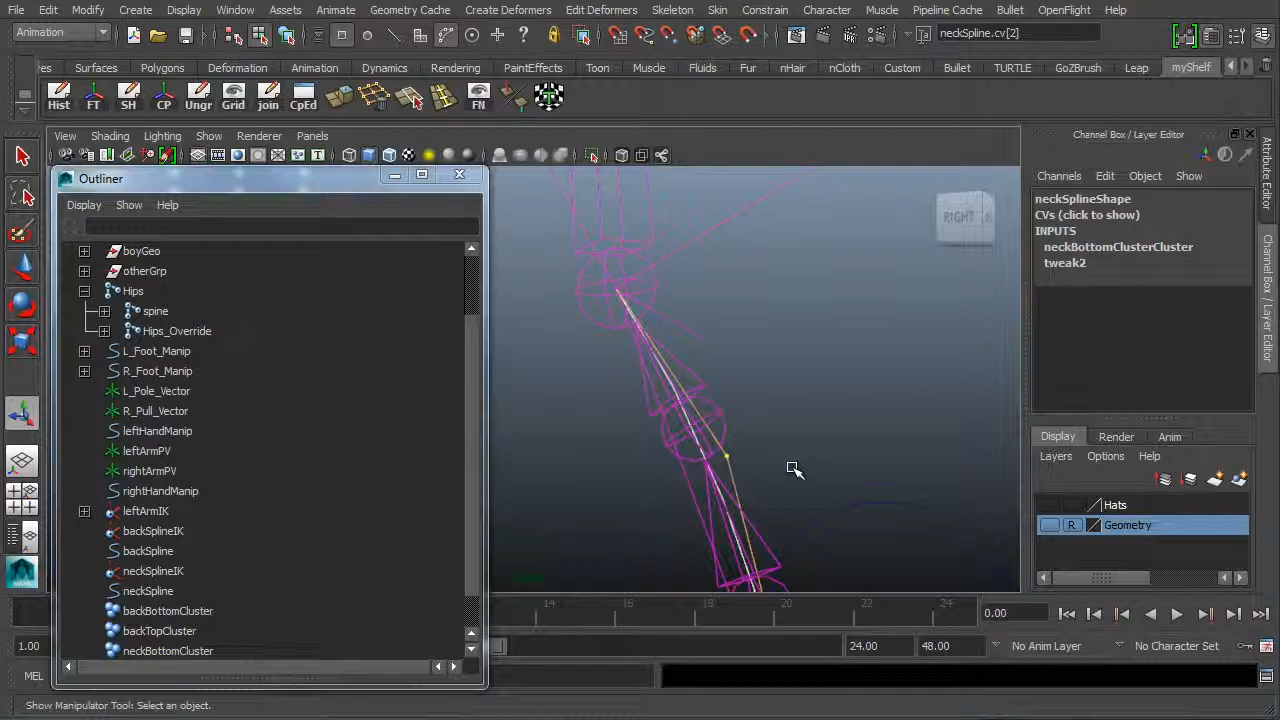 File Edit Modify Create Display Window Assets Animate Geometry Cache Create Deformers Edit Deformers Skeleton Skin Constrain Character Muscle Pipeline Cache Bullet OpenFlight Help
Animation neckSpline.cv[2]
es Surfaces Polygons Deformation Animation Dynamics Rendering PaintEffects Toon Muscle Fluids Fur nHair nCloth Custom Bullet TURTLE GoZBrush Leap myShelf
Hist FT SH CP Ungr Grid join CpEd FN
View Shading Lighting Show Renderer Panels
Channel Box / Layer Editor
Outliner
Display Show Help
boyGeo
otherGrp
Hips
spine
Hips_Override
L_Foot_Manip
R_Foot_Manip
L_Pole_Vector
R_Pull_Vector
leftHandManip
leftArmPV
rightArmPV
rightHandManip
leftArmIK
backSplineIK
backSpline
neckSplineIK
neckSpline
backBottomCluster
backTopCluster
neckBottomCluster
RIGHT
Channels Edit Object Show
neckSplineShape
CVs (click to show)
INPUTS
neckBottomClusterCluster
tweak2
Attribute Editor
Channel Box / Layer Editor
Display Render Anim
Layers Options Help
Hats
R Geometry
14 16 18 20 22 24 0.00
1.00 24.00 48.00 No Anim Layer No Character Set
MEL
Show Manipulator Tool: Select an object.